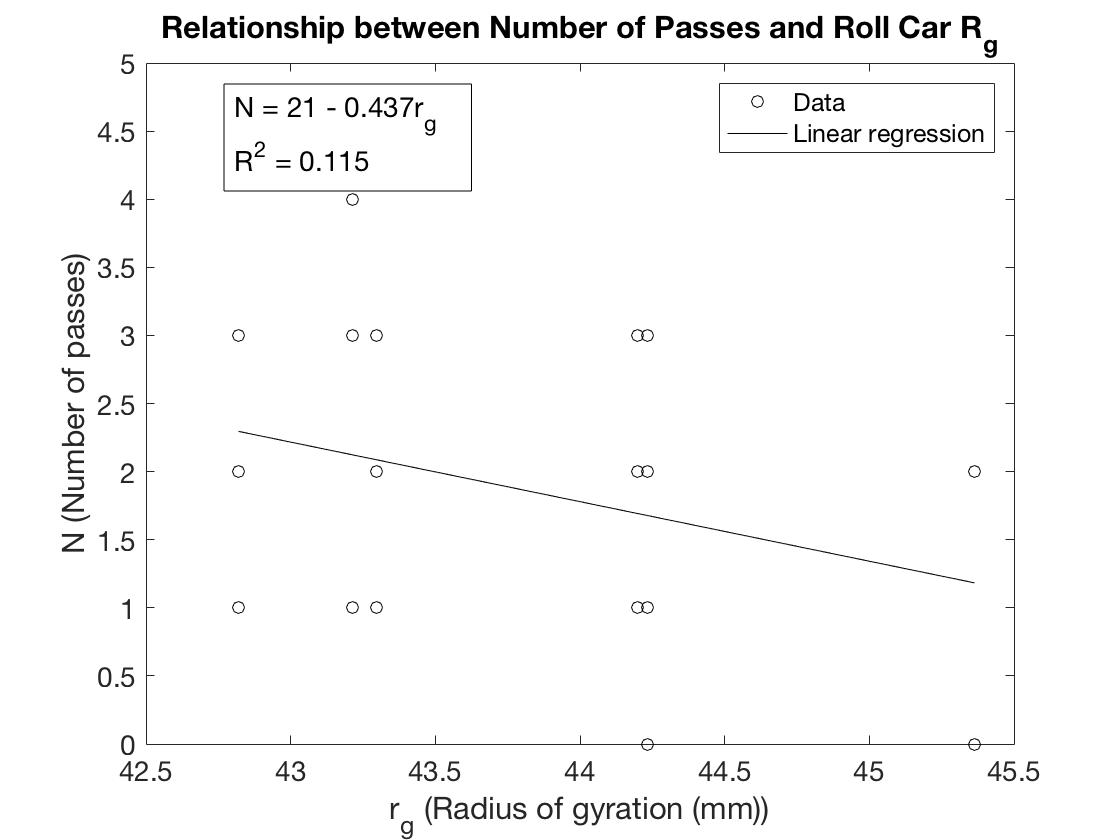 Relationship between Number of Passes and Roll Car Rg
N = 21 - 0.437rg
R2 = 0.115
Data
Linear regression
N (Number of passes)
5
4.5
4
3.5
3
2.5
2
1.5
1
0.5
0
42.5 43 43.5 44 44.5 45 45.5
rg (Radius of gyration (mm))